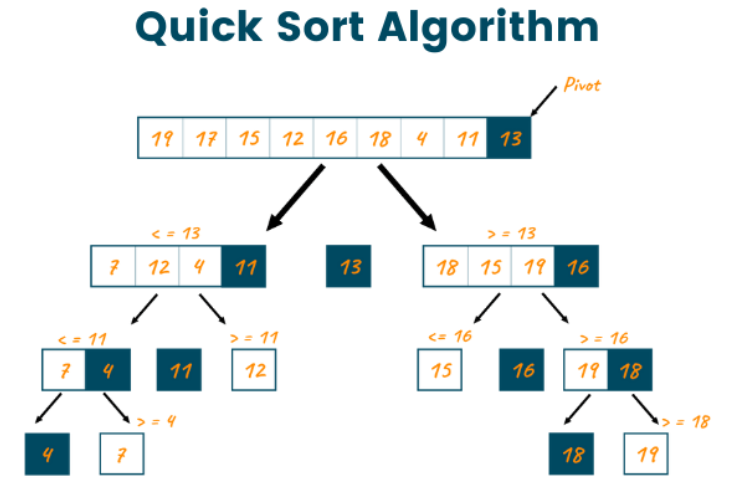 Quick Sort Algorithm
Pivot
19 17 15 12 16 18 4 11 13
< = 13
> = 13
7 12 4 11
13
18 15 19 16
< = 11
> = 11
<= 16
> = 16
7 4
11
12
15
16
19 18
> = 4
> = 18
4
7
18
19